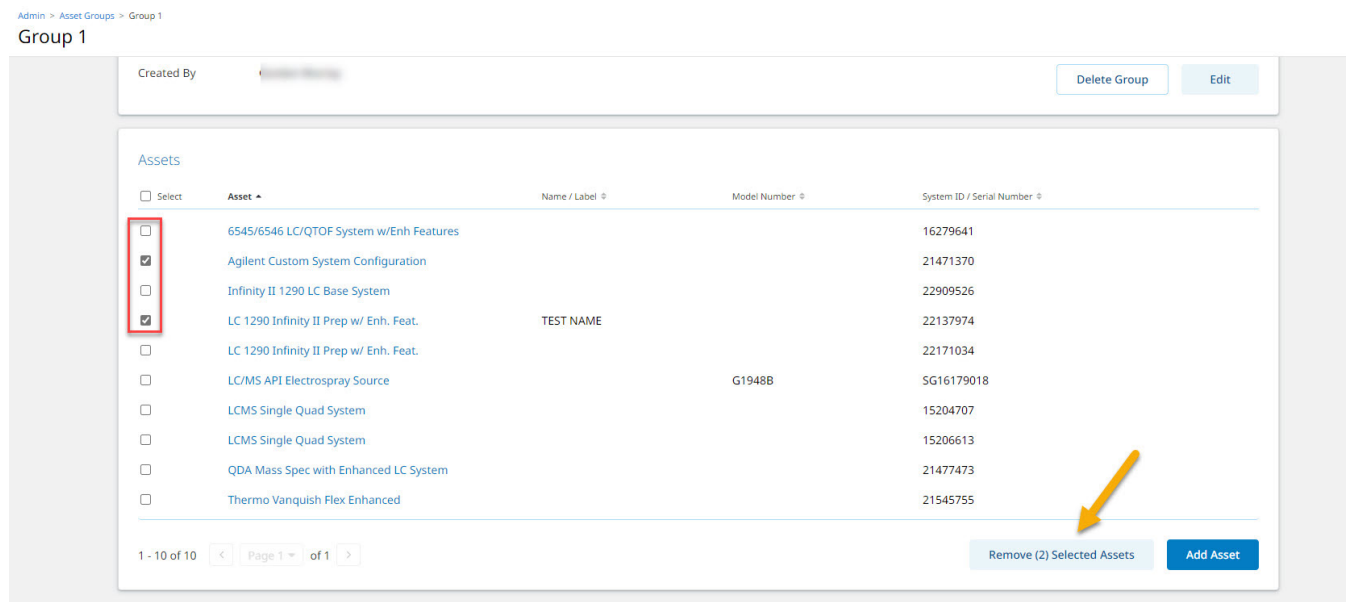 Admin > Asset Groups > Group 1
Group 1
Created By
Delete Group Edit
Assets
Select Asset Name / Label Model Number System ID / Serial Number
6545/6546 LC/QTOF System w/Enh Features 16279641
Agilent Custom System Configuration 21471370
Infinity II 1290 LC Base System 22909526
LC 1290 Infinity II Prep w/ Enh. Feat. TEST NAME 22137974
LC 1290 Infinity II Prep w/ Enh. Feat. 22171034
LC/MS API Electrospray Source G1948B SG16179018
LCMS Single Quad System 15204707
LCMS Single Quad System 15206613
QDA Mass Spec with Enhanced LC System 21477473
Thermo Vanquish Flex Enhanced 21545755
1 - 10 of 10 < Page 1 of 1 > Remove (2) Selected Assets Add Asset